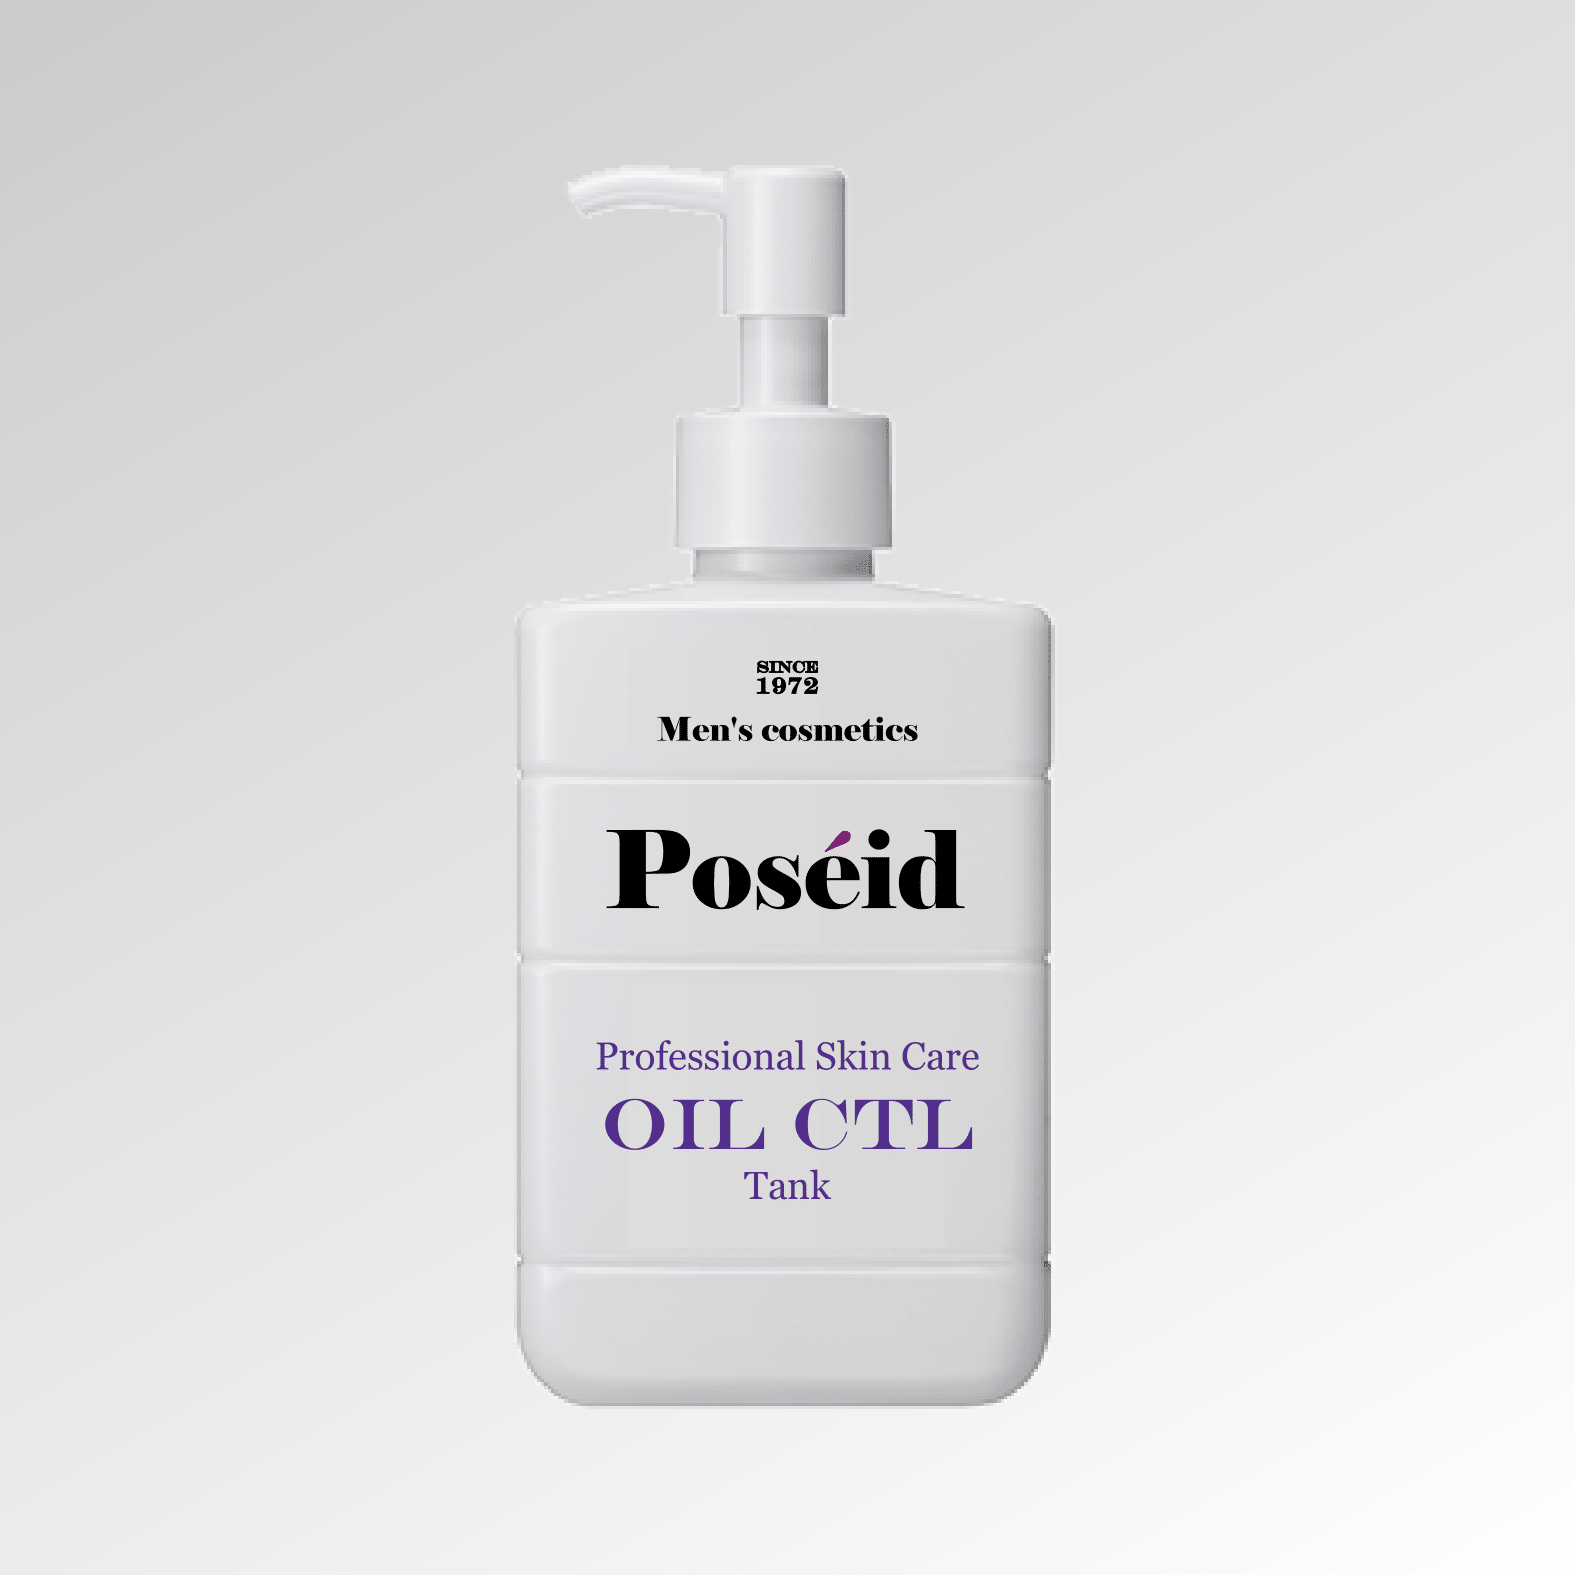 SINCE
1972
Men's cosmetics
Poséid
Professional Skin Care
OIL CTL
Tank